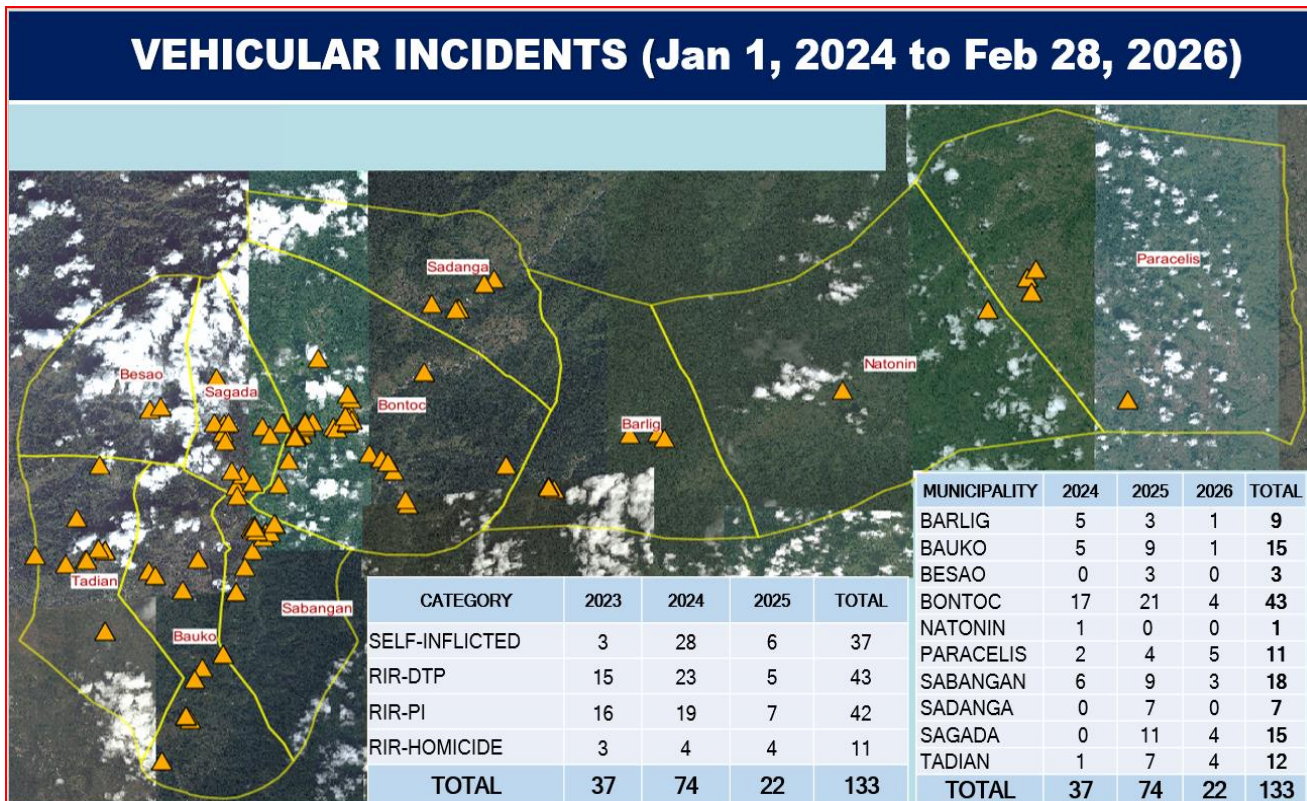 VEHICULAR INCIDENTS (Jan 1, 2024 to Feb 28, 2026)
Sadanga
Paracelis
Besao
Sagada
Natonin
Bontoc
Barlig
Tadian
Sabangan
Bauko
CATEGORY 2023 2024 2025 TOTAL
SELF-INFLICTED 3 28 6 37
RIR-DTP 15 23 5 43
RIR-PI 16 19 7 42
RIR-HOMICIDE 3 4 4 11
TOTAL 37 74 22 133
MUNICIPALITY 2024 2025 2026 TOTAL
BARLIG 5 3 1 9
BAUKO 5 9 1 15
BESAO 0 3 0 3
BONTOC 17 21 4 43
NATONIN 1 0 0 1
PARACELIS 2 4 5 11
SABANGAN 6 9 3 18
SADANGA 0 7 0 7
SAGADA 0 11 4 15
TADIAN 1 7 4 12
TOTAL 37 74 22 133